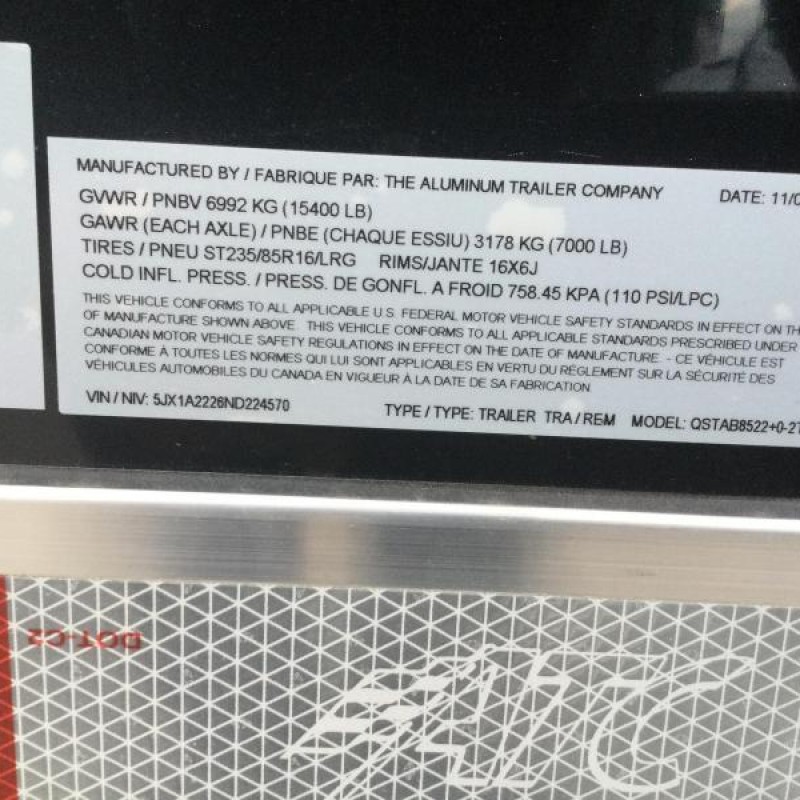 MANUFACTURED BY / FABRIQUE PAR: THE ALUMINUM TRAILER COMPANY DATE: 11/0
GVWR / PNBV 6992 KG (15400 LB)
GAWR (EACH AXLE) / PNBE (CHAQUE ESSIU) 3178 KG (7000 LB)
TIRES / PNEU ST235/85R16/LRG RIMS/JANTE 16X6J
COLD INFL. PRESS. / PRESS. DE GONFL. A FROID 758.45 KPA (110 PSI/LPC)
THIS VEHICLE CONFORMS TO ALL APPLICABLE U.S. FEDERAL MOTOR VEHICLE SAFETY STANDARDS IN EFFECT ON TH
OF MANUFACTURE SHOWN ABOVE. THIS VEHICLE CONFORMS TO ALL APPLICABLE STANDARDS PRESCRIBED UNDER
CANADIAN MOTOR VEHICLE SAFETY REGULATIONS IN EFFECT ON THE DATE OF MANUFACTURE. - CE VÉHICULE EST
CONFORME À TOUTES LES NORMES QUI LUI SONT APPLICABLES EN VERTU DU RÈGLEMENT SUR LA SÉCURITÉ DES
VÉHICULES AUTOMOBILES DU CANADA EN VIGUEUR À LA DATE DE SA FABRICATION
VIN / NIV: 5JX1A2226ND224570 TYPE / TYPE: TRAILER TRA / REM MODEL: QSTAB8522+0-2T
DOT-C2
ATC